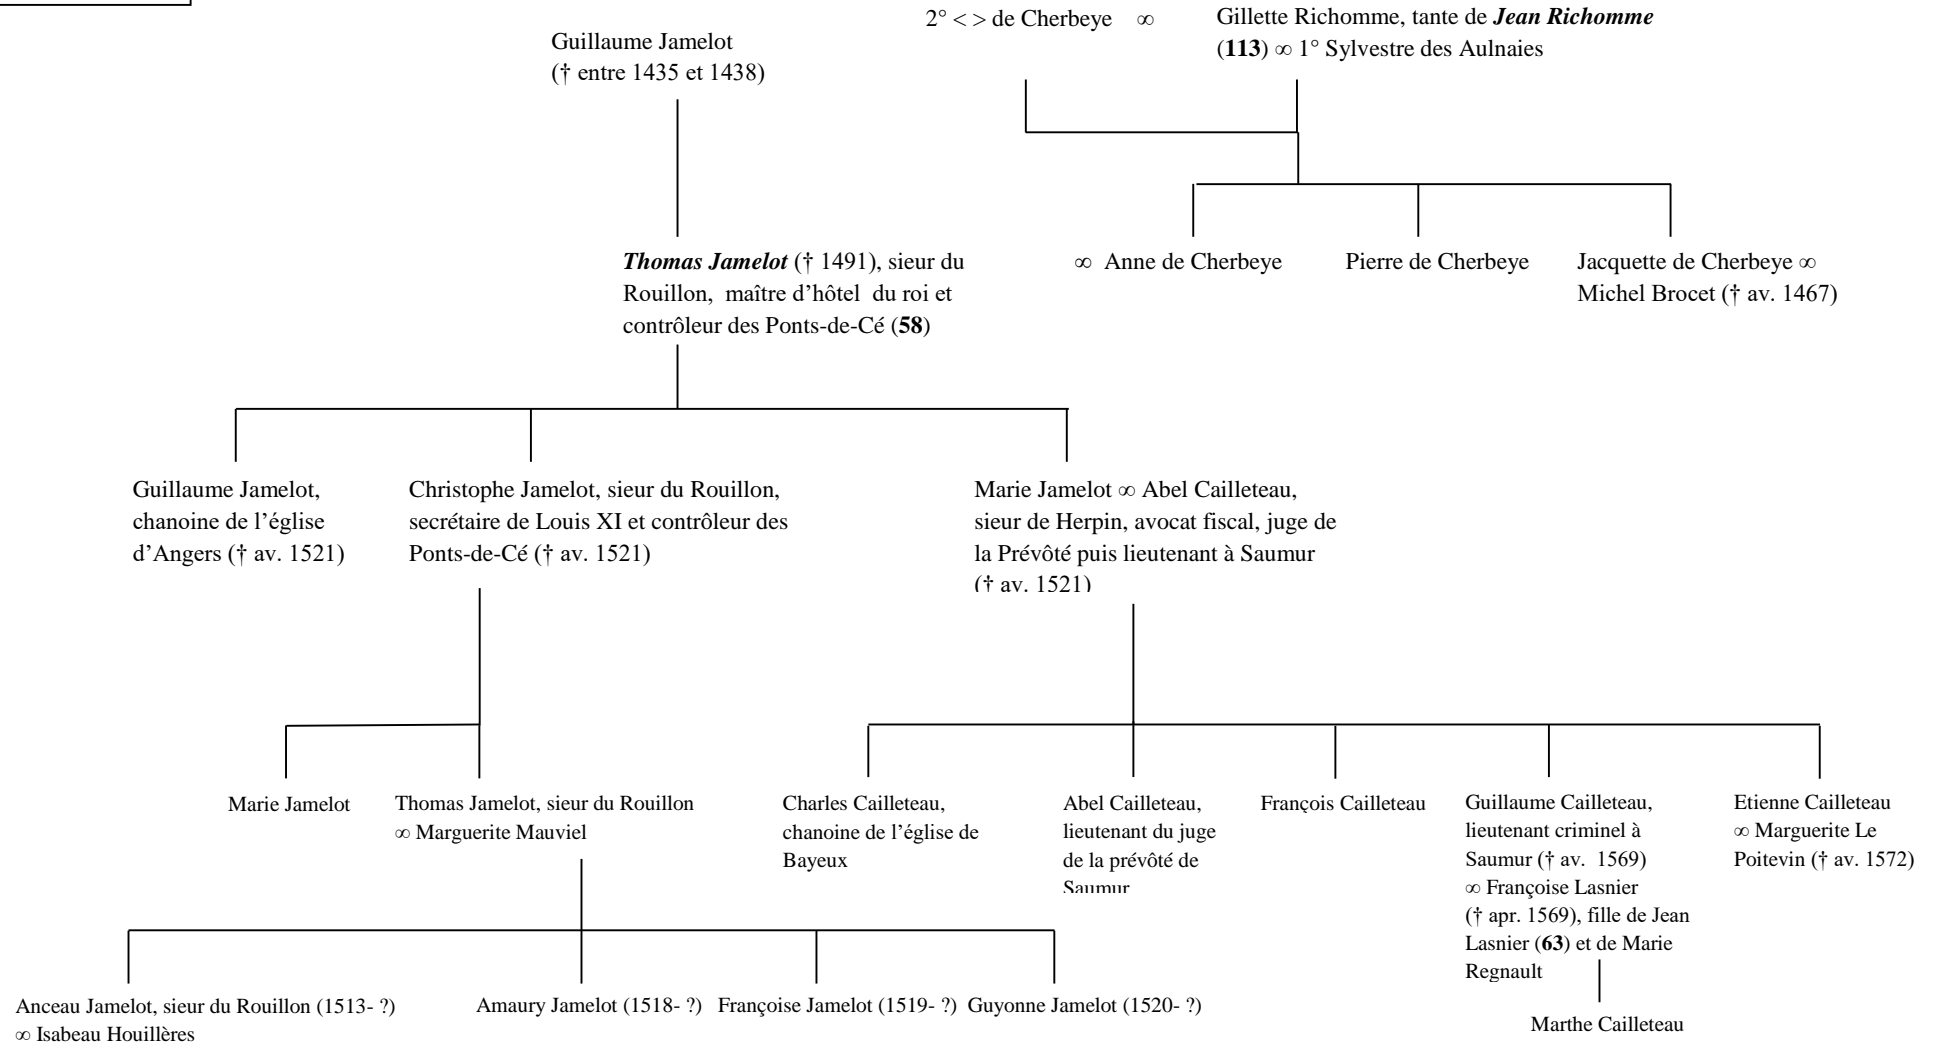 Guillaume Jamelot
(† entre 1435 et 1438)
2° < > de Cherbeye ∞
Gillette Richomme, tante de Jean Richomme
(113) ∞ 1° Sylvestre des Aulnaies
Thomas Jamelot († 1491), sieur du
Rouillon, maître d’hôtel du roi et
contrôleur des Ponts-de-Cé (58)
∞ Anne de Cherbeye
Pierre de Cherbeye
Jacquette de Cherbeye ∞
Michel Brocet († av. 1467)
Guillaume Jamelot,
chanoine de l’église
d’Angers († av. 1521)
Christophe Jamelot, sieur du Rouillon,
secrétaire de Louis XI et contrôleur des
Ponts-de-Cé († av. 1521)
Marie Jamelot ∞ Abel Cailleteau,
sieur de Herpin, avocat fiscal, juge de
la Prévôté puis lieutenant à Saumur
(† av. 1521)
Marie Jamelot
Thomas Jamelot, sieur du Rouillon
∞ Marguerite Mauviel
Charles Cailleteau,
chanoine de l’église de
Bayeux
Abel Cailleteau,
lieutenant du juge
de la prévôté de
Saumur
François Cailleteau
Guillaume Cailleteau,
lieutenant criminel à
Saumur († av. 1569)
∞ Françoise Lasnier
(† apr. 1569), fille de Jean
Lasnier (63) et de Marie
Regnault
Etienne Cailleteau
∞ Marguerite Le
Poitevin († av. 1572)
Anceau Jamelot, sieur du Rouillon (1513- ?)
∞ Isabeau Houillères
Amaury Jamelot (1518- ?)
Françoise Jamelot (1519- ?)
Guyonne Jamelot (1520- ?)
Marthe Cailleteau